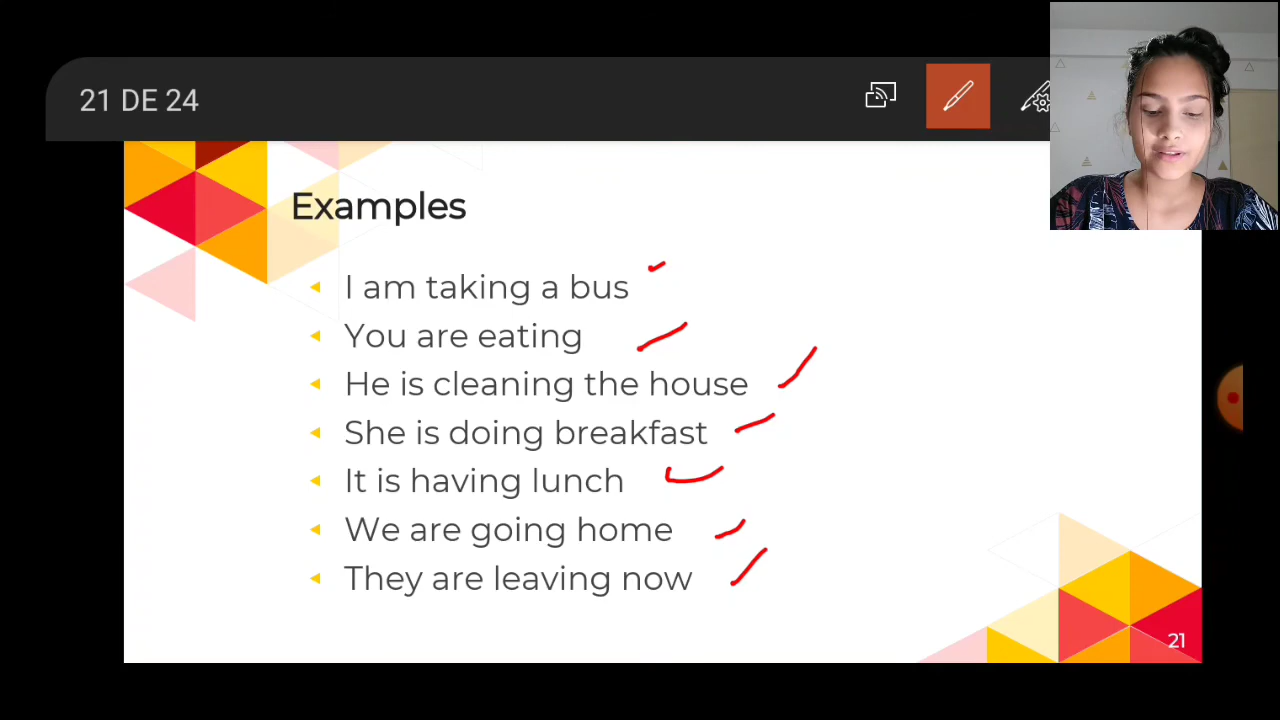 21 DE 24
Examples
I am taking a bus
You are eating
He is cleaning the house
She is doing breakfast
It is having lunch
We are going home
They are leaving now
21